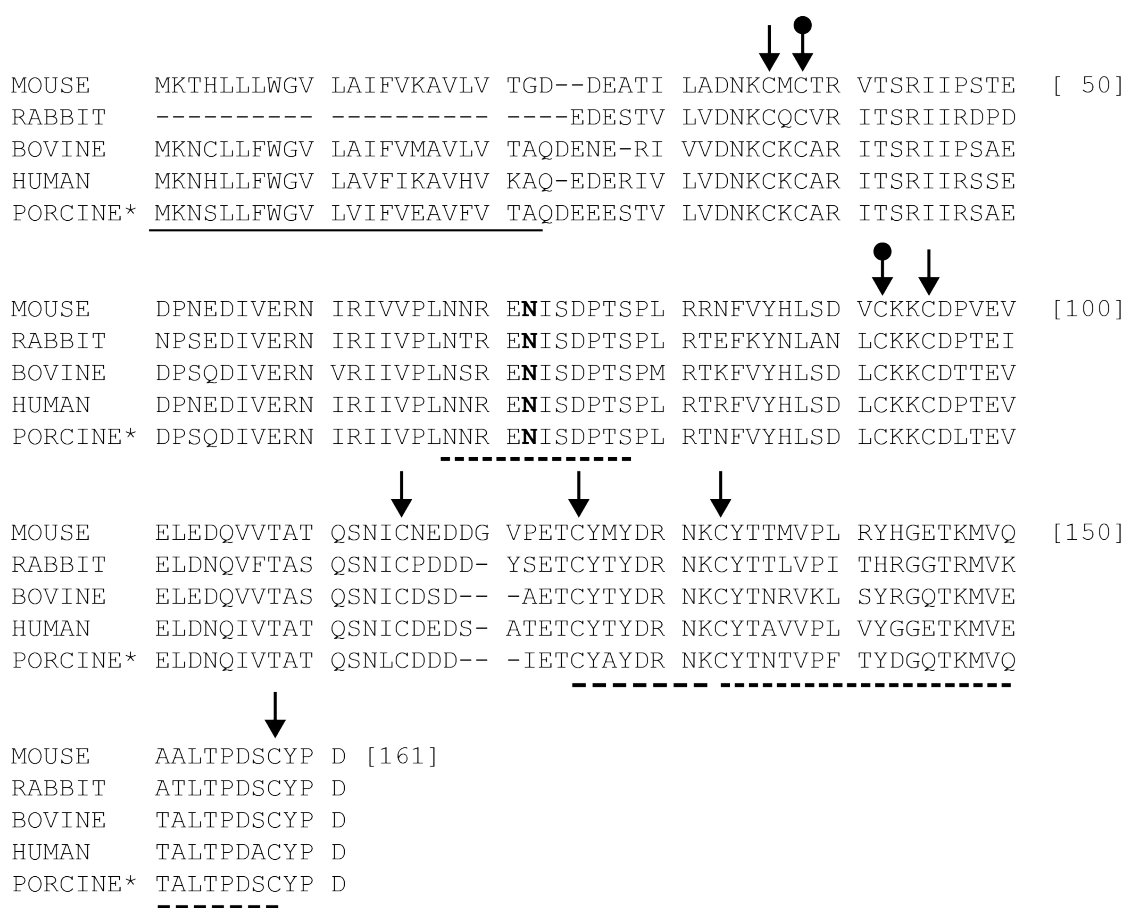 MOUSE MKTHLLLWGV LAIFVKAVLV TGD--DEATI LADNKCMCTR VTSRIIPSTE [ 50]
RABBIT ---------- ---------- ----EDESTV LVDNKCQCVR ITSRIIRDPD
BOVINE MKNCLLFWGV LAIFVMAVLV TAQDENE-RI VVDNKCKCAR ITSRIIPSAE
HUMAN MKNHLLFWGV LAVFIKAVHV KAQ-EDERIV LVDNKCKCAR ITSRIIRSSE
PORCINE* MKNSLLFWGV LVIFVEAVFV TAQDEEESTV LVDNKCKCAR ITSRIIRSAE
MOUSE DPNEDIVERN IRIVVPLNNR ENISDPTSPL RRNFVYHLSD VCKKCDPVEV [100]
RABBIT NPSEDIVERN IRIIVPLNTR ENISDPTSPL RTEFKYNLAN LCKKCDPTEI
BOVINE DPSQDIVERN VRIIVPLNSR ENISDPTSPM RTKFVYHLSD LCKKCDTTEV
HUMAN DPNEDIVERN IRIIVPLNNR ENISDPTSPL RTRFVYHLSD LCKKCDPTEV
PORCINE* DPSQDIVERN IRIIVPLNNR ENISDPTSPL RTNFVYHLSD LCKKCDLTEV
MOUSE ELEDQVVTAT QSNICNEDDG VPETCYMYDR NKCYTTMVPL RYHGETKMVQ [150]
RABBIT ELDNQVFTAS QSNICPDDD- YSETCYTYDR NKCYTTLVPI THRGGTRMVK
BOVINE ELEDQVVTAS QSNICDSD-- -AETCYTYDR NKCYTNRVKL SYRGQTKMVE
HUMAN ELDNQIVTAT QSNICDEDS- ATETCYTYDR NKCYTAVVPL VYGGETKMVE
PORCINE* ELDNQIVTAT QSNLCDDD-- -IETCYAYDR NKCYTNTVPF TYDGQTKMVQ
MOUSE AALTPDSCYP D [161]
RABBIT ATLTPDSCYP D
BOVINE TALTPDSCYP D
HUMAN TALTPDACYP D
PORCINE* TALTPDSCYP D